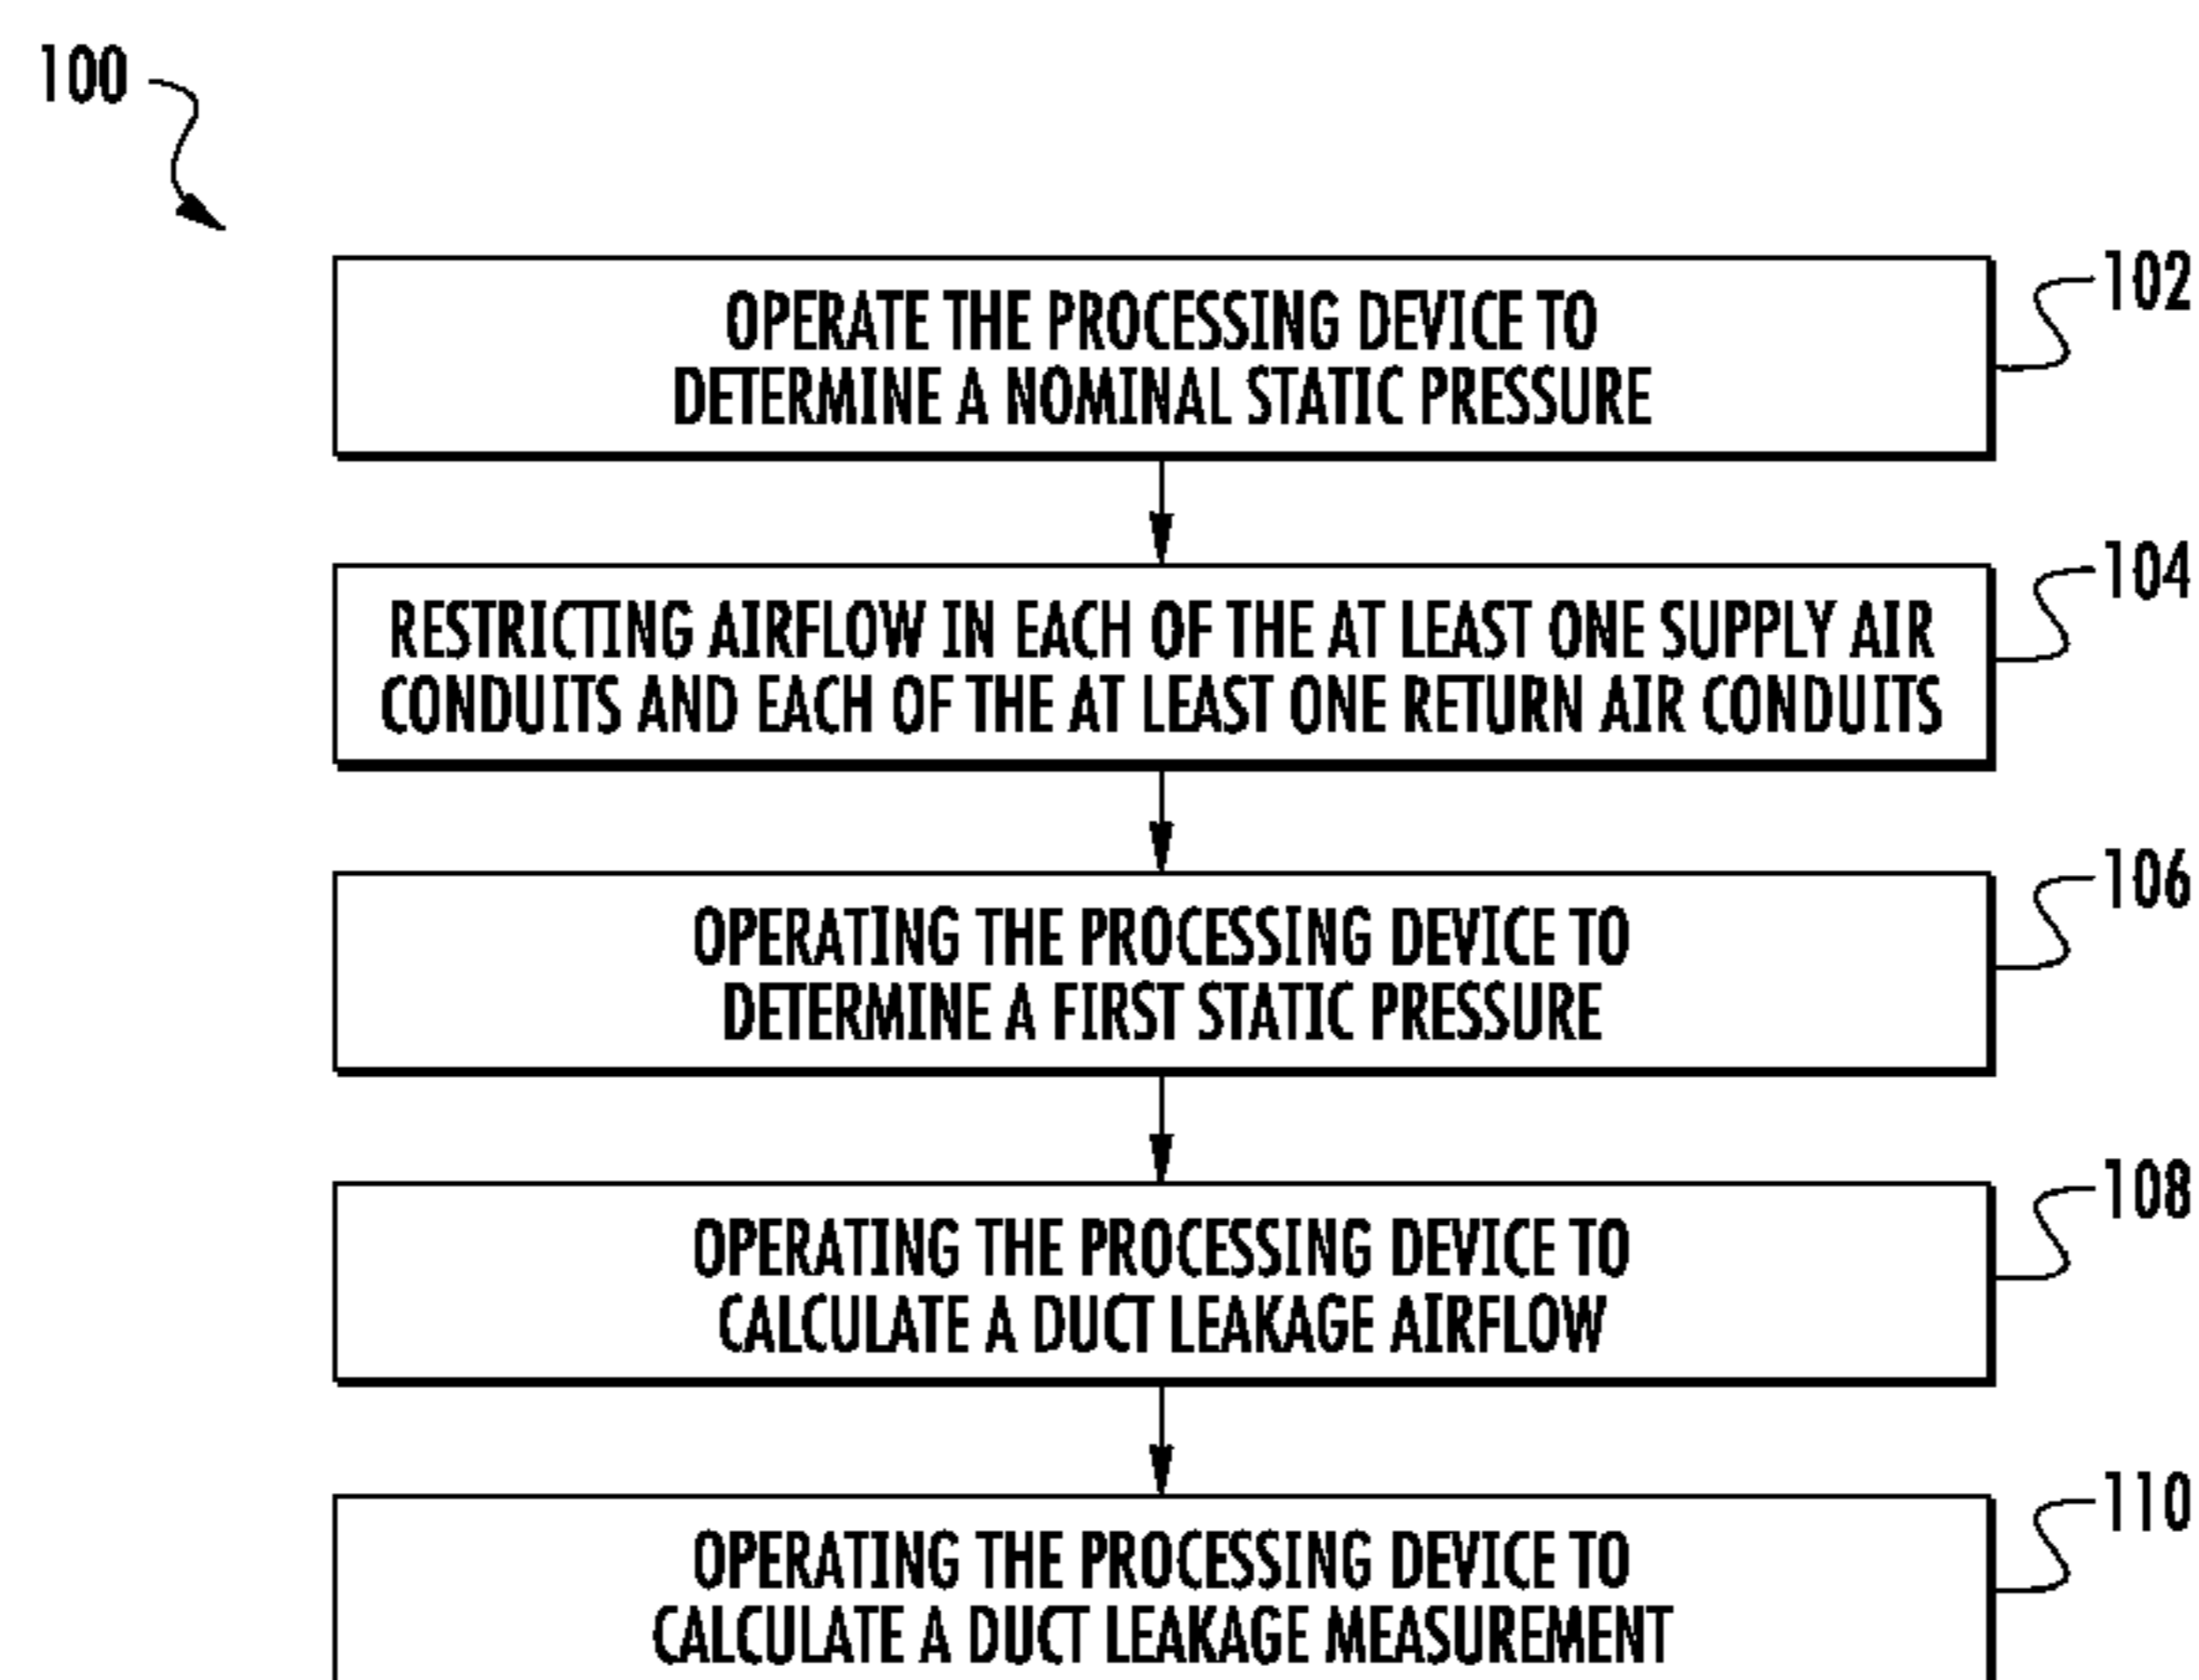 100
OPERATE THE PROCESSING DEVICE TO
DETERMINE A NOMINAL STATIC PRESSURE
102
RESTRICTING AIRFLOW IN EACH OF THE AT LEAST ONE SUPPLY AIR
CONDUITS AND EACH OF THE AT LEAST ONE RETURN AIR CONDUITS
104
OPERATING THE PROCESSING DEVICE TO
DETERMINE A FIRST STATIC PRESSURE
106
OPERATING THE PROCESSING DEVICE TO
CALCULATE A DUCT LEAKAGE AIRFLOW
108
OPERATING THE PROCESSING DEVICE TO
CALCULATE A DUCT LEAKAGE MEASUREMENT
110